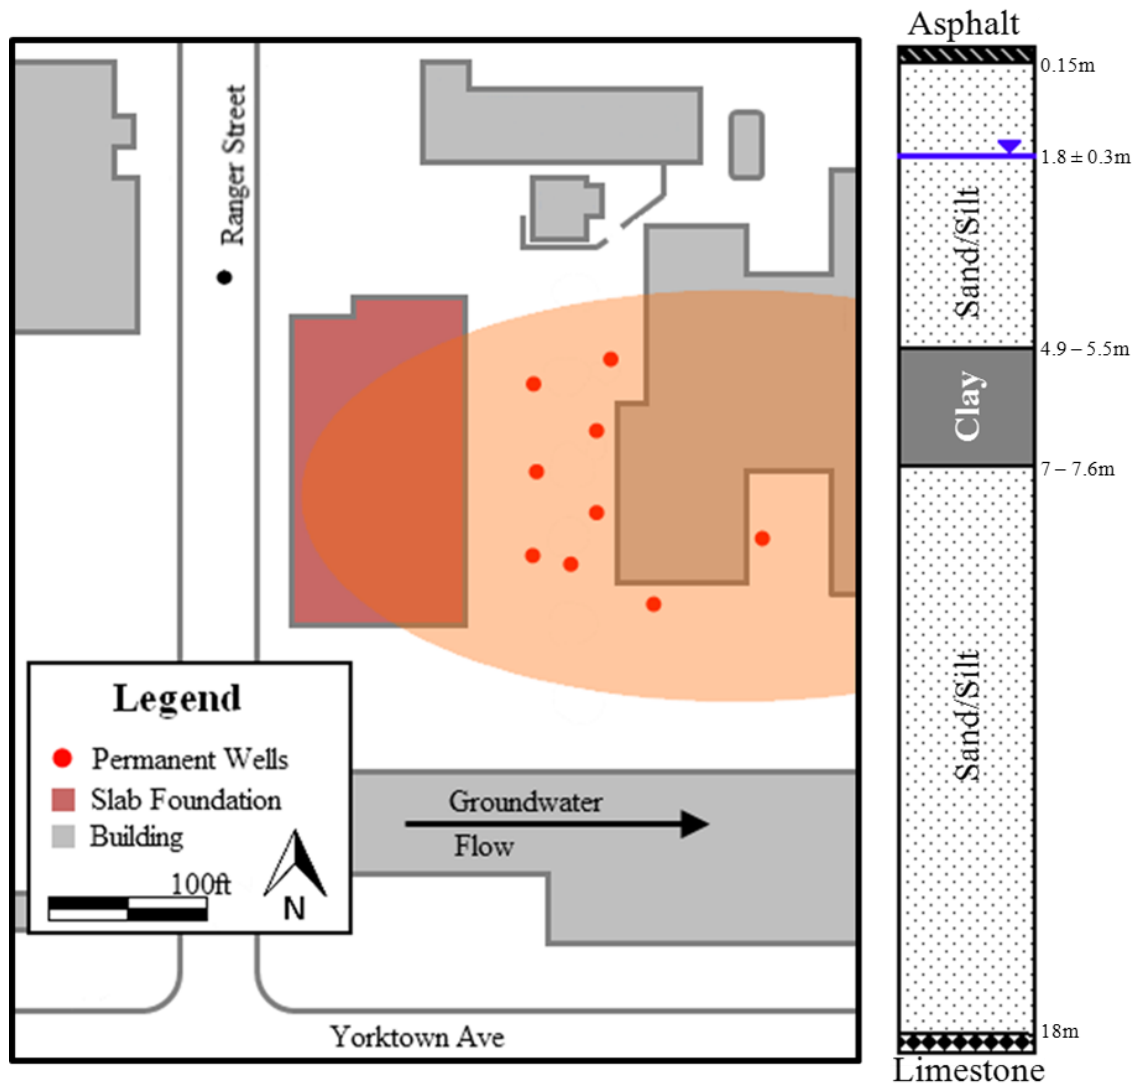 Asphalt
0.15m
1.8 ± 0.3m
Sand/Silt
4.9 – 5.5m
Clay
7 – 7.6m
Sand/Silt
18m
Limestone
Ranger Street
Legend
Permanent Wells
Slab Foundation
Building
100ft
N
Groundwater
Flow
Yorktown Ave